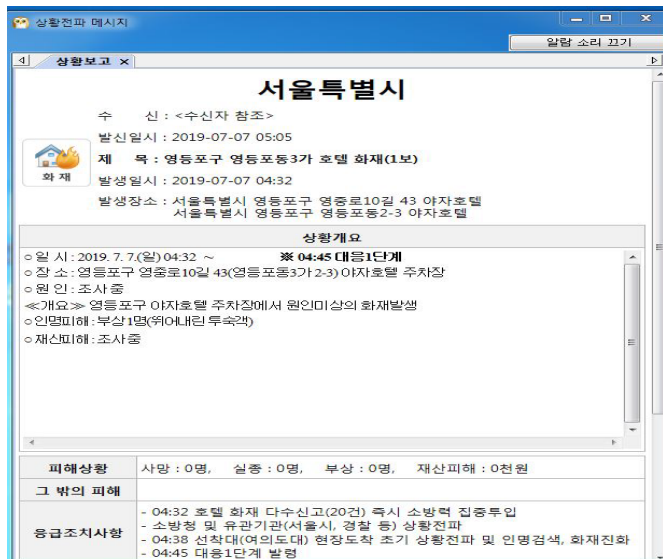 상황전파 메시지
알람 소리 끄기
상황보고 ×
서울특별시
수 신 : <수신자 참조>
발신일시 : 2019-07-07 05:05
제 목 : 영등포구 영등포동3가 호텔 화재(1보)
화 재
발생일시 : 2019-07-07 04:32
발생장소 : 서울특별시 영등포구 영중로10길 43 야자호텔
서울특별시 영등포구 영등포동2-3 야자호텔
상황개요
○일 시 : 2019. 7. 7.(일) 04:32 ~ ※ 04:45 대응1단계
○장 소 : 영등포구 영중로10길 43(영등포동3가 2-3) 야자호텔 주차장
○원 인 : 조사 중
≪개요≫ 영등포구 야자호텔 주차장에서 원인미상의 화재발생
○인명피해 : 부상1명(뛰어내린 투숙객)
○재산피해 : 조사 중
피해상황 사망 : 0명, 실종 : 0명, 부상 : 0명, 재산피해 : 0천원
그 밖의 피해
응급조치사항
- 04:32 호텔 화재 다수신고(20건) 즉시 소방력 집중투입
- 소방청 및 유관기관(서울시, 경찰 등) 상황전파
- 04:38 선착대(여의도대) 현장도착 초기 상황전파 및 인명검색, 화재진화
- 04:45 대응1단계 발령